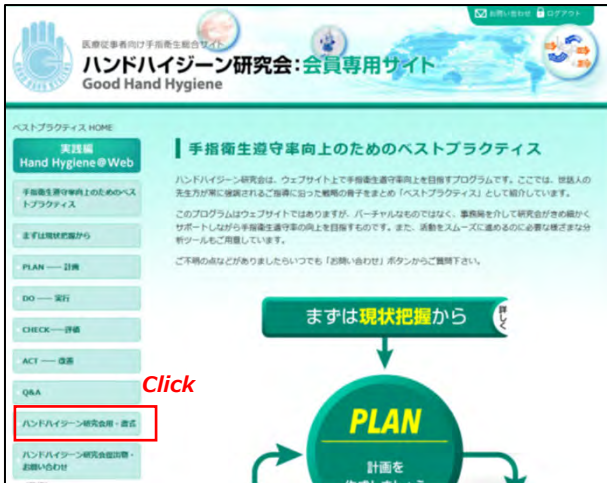 お問い合わせ ログアウト
医療従事者向け手指衛生総合サイト
ハンドハイジーン研究会:会員専用サイト
Good Hand Hygiene
ベストプラクティス HOME
実践編
Hand Hygiene@Web
手指衛生遵守率向上のためのベス
トプラクティス
まずは現状把握から
PLAN ── 計画
DO ── 実行
CHECK ── 評価
ACT ── 改善
Q&A
Click
ハンドハイジーン研究会用・書式
ハンドハイジーン研究会提出物・
お問い合わせ
手指衛生遵守率向上のためのベストプラクティス
ハンドハイジーン研究会は、ウェブサイト上で手指衛生遵守率向上を目指すプログラムです。ここでは、世話人の
先生方が常に強調されるご指導に沿った戦略の骨子をまとめ「ベストプラクティス」として紹介しています。
このプログラムはウェブサイトではありますが、バーチャルなものではなく、事務局を介して研究会がきめ細かく
サポートしながら手指衛生遵守率の向上を目指すものです。また、活動をスムーズに進めるのに必要な様ざまな分
析ツールもご用意しています。
ご不明の点などがありましたらいつでも「お問い合わせ」ボタンからご質問下さい。
まずは現状把握から
詳しく
PLAN
計画を